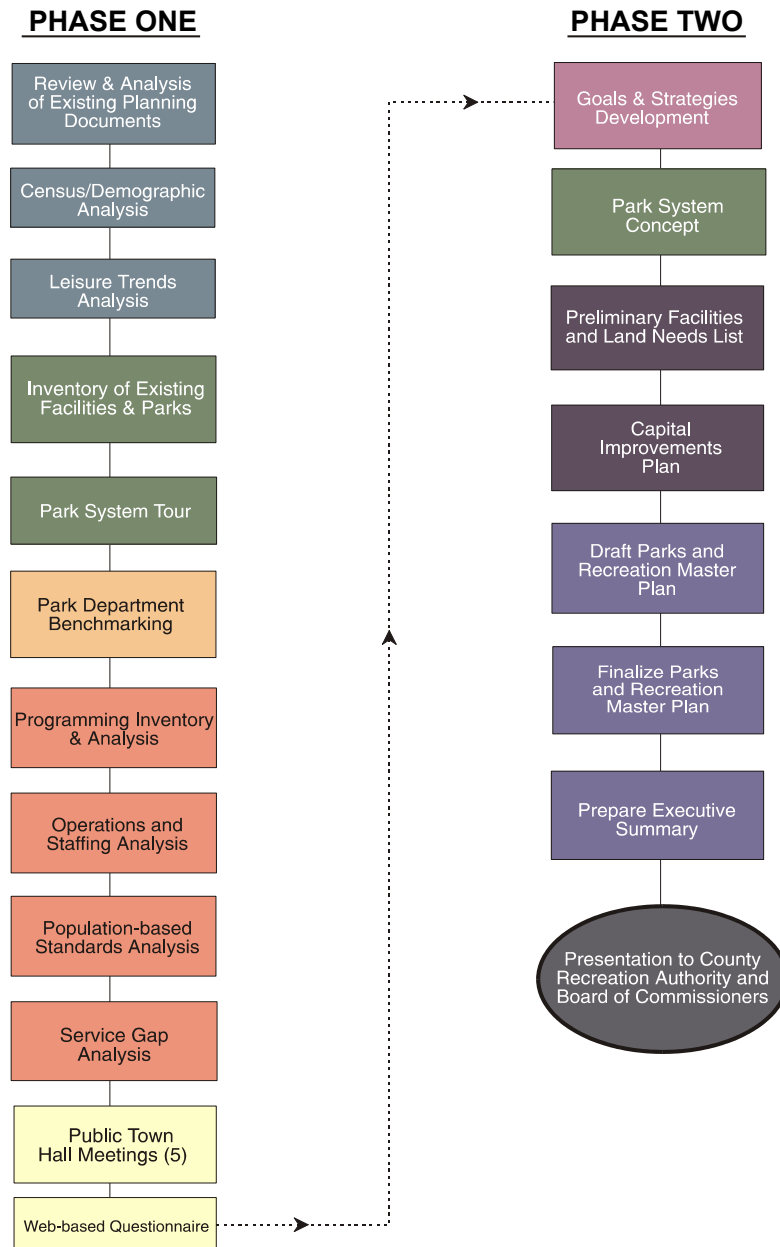 PHASE ONE
Review & Analysis
of Existing Planning
Documents
Census/Demographic
Analysis
Leisure Trends
Analysis
Inventory of Existing
Facilities & Parks
Park System Tour
Park Department
Benchmarking
Programming Inventory
& Analysis
Operations and
Staffing Analysis
Population-based
Standards Analysis
Service Gap
Analysis
Public Town
Hall Meetings (5)
Web-based Questionnaire
PHASE TWO
Goals & Strategies
Development
Park System
Concept
Preliminary Facilities
and Land Needs List
Capital
Improvements
Plan
Draft Parks and
Recreation Master
Plan
Finalize Parks
and Recreation
Master Plan
Prepare Executive
Summary
Presentation to County
Recreation Authority and
Board of Commissioners